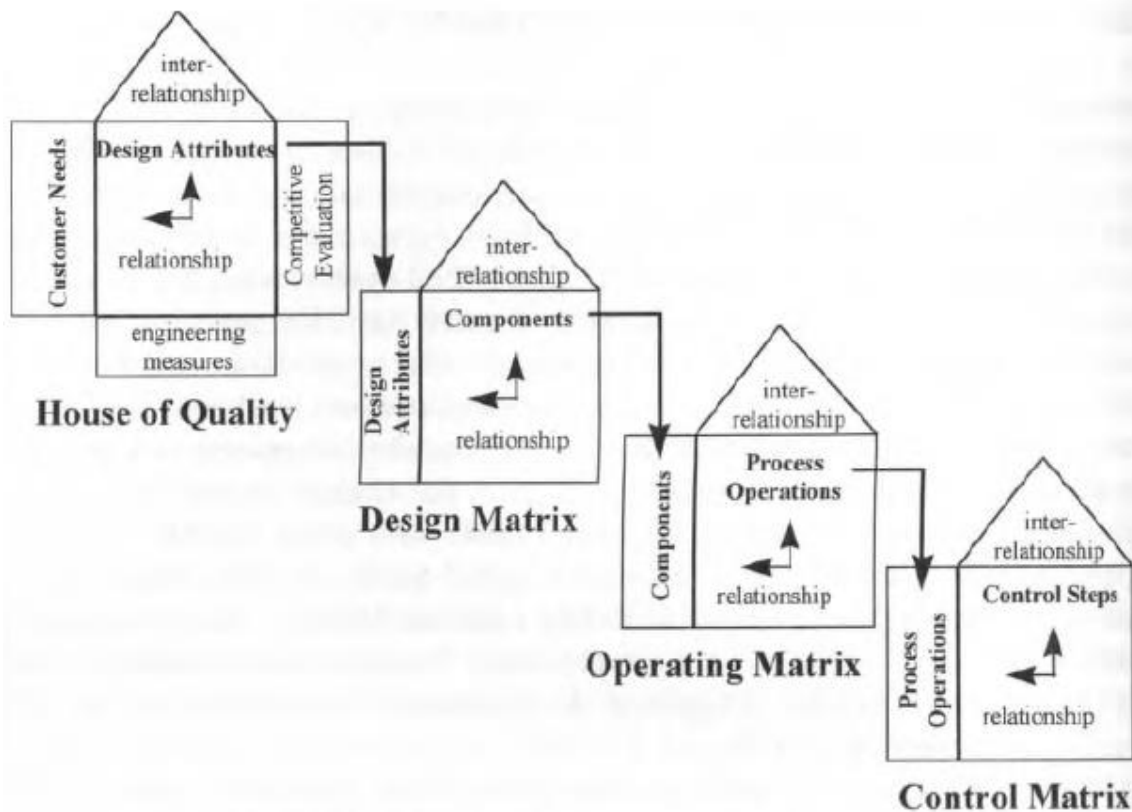 inter-
relationship
Design Attributes
Customer Needs
relationship
Competitive
Evaluation
engineering
measures
House of Quality
inter-
relationship
Components
Design
Attributes
relationship
Design Matrix
inter-
relationship
Process
Operations
Components
relationship
Operating Matrix
inter-
relationship
Control Steps
Process
Operations
relationship
Control Matrix